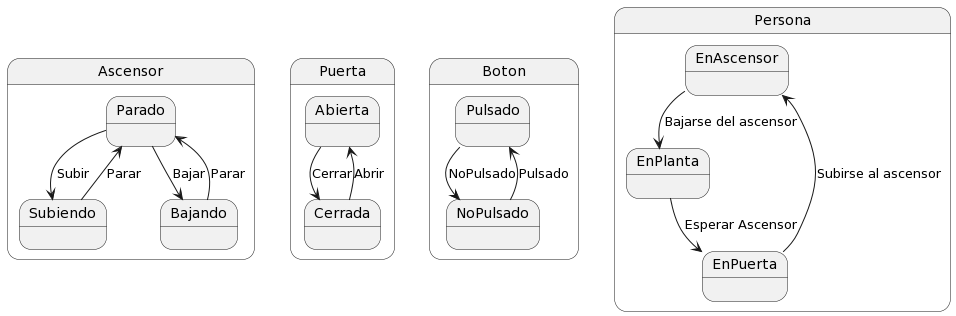 Ascensor
Parado
Subir
Parar
Bajar
Parar
Subiendo
Bajando
Puerta
Abierta
Cerrar
Abrir
Cerrada
Boton
Pulsado
NoPulsado
Pulsado
NoPulsado
Persona
EnAscensor
Bajarse del ascensor
EnPlanta
Subirse al ascensor
Esperar Ascensor
EnPuerta